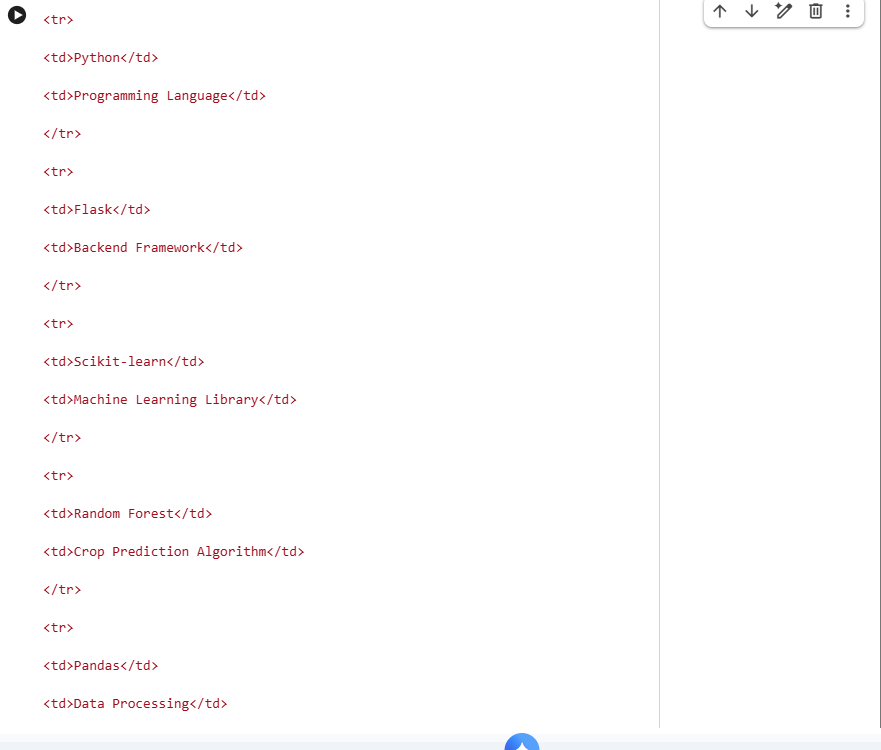 <tr>
<td>Python</td>
<td>Programming Language</td>
</tr>
<tr>
<td>Flask</td>
<td>Backend Framework</td>
</tr>
<tr>
<td>Scikit-learn</td>
<td>Machine Learning Library</td>
</tr>
<tr>
<td>Random Forest</td>
<td>Crop Prediction Algorithm</td>
</tr>
<tr>
<td>Pandas</td>
<td>Data Processing</td>